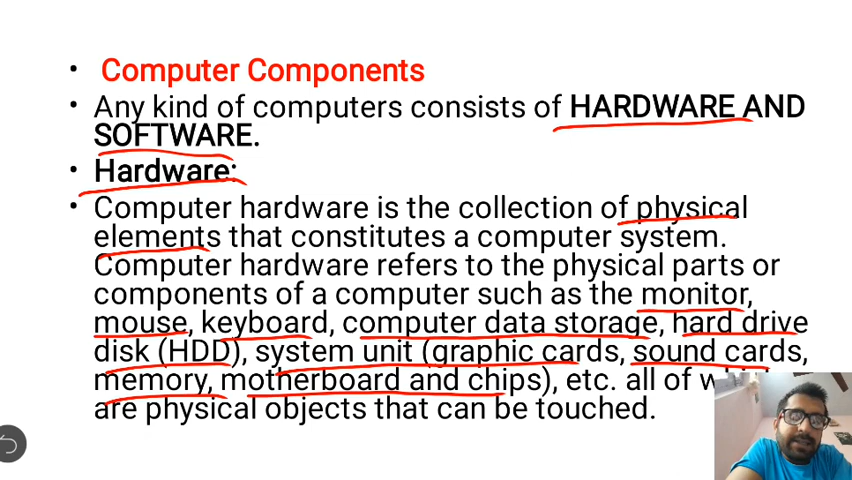 • Computer Components
• Any kind of computers consists of HARDWARE AND
SOFTWARE.
• Hardware:
• Computer hardware is the collection of physical
elements that constitutes a computer system.
Computer hardware refers to the physical parts or
components of a computer such as the monitor,
mouse, keyboard, computer data storage, hard drive
disk (HDD), system unit (graphic cards, sound cards,
memory, motherboard and chips), etc. all of
are physical objects that can be touched.